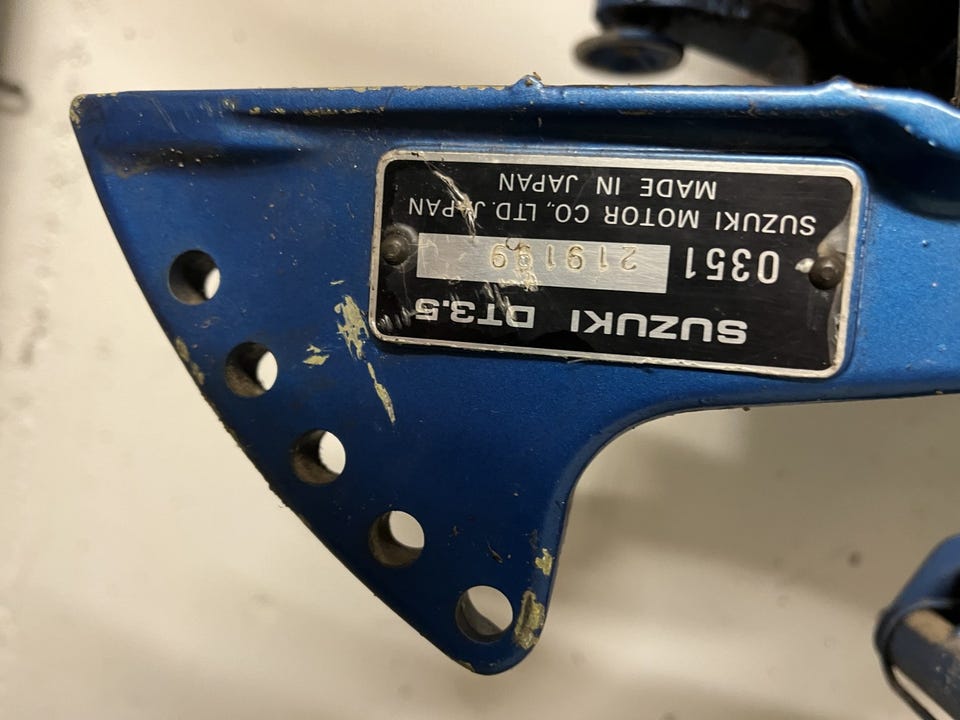 SUZUKI DT3.5
0351
SUZUKI MOTOR CO., LTD. JAPAN
MADE IN JAPAN